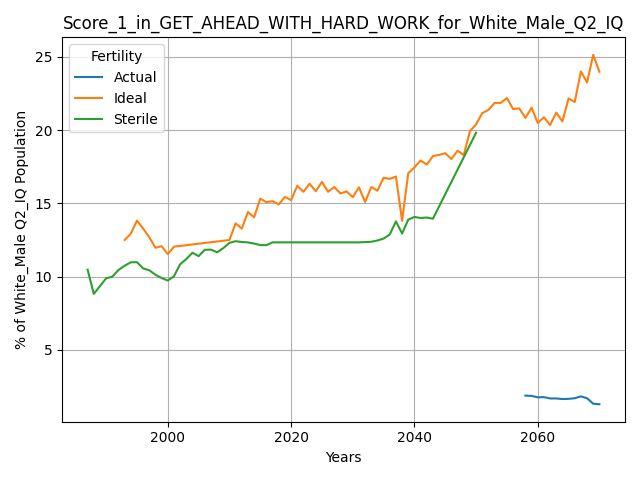 Score_1_in_GET_AHEAD_WITH_HARD_WORK_for_White_Male_Q2_IQ
Fertility
Actual
Ideal
Sterile
25
20
15
10
5
% of White_Male Q2_IQ Population
2000
2020
2040
2060
Years